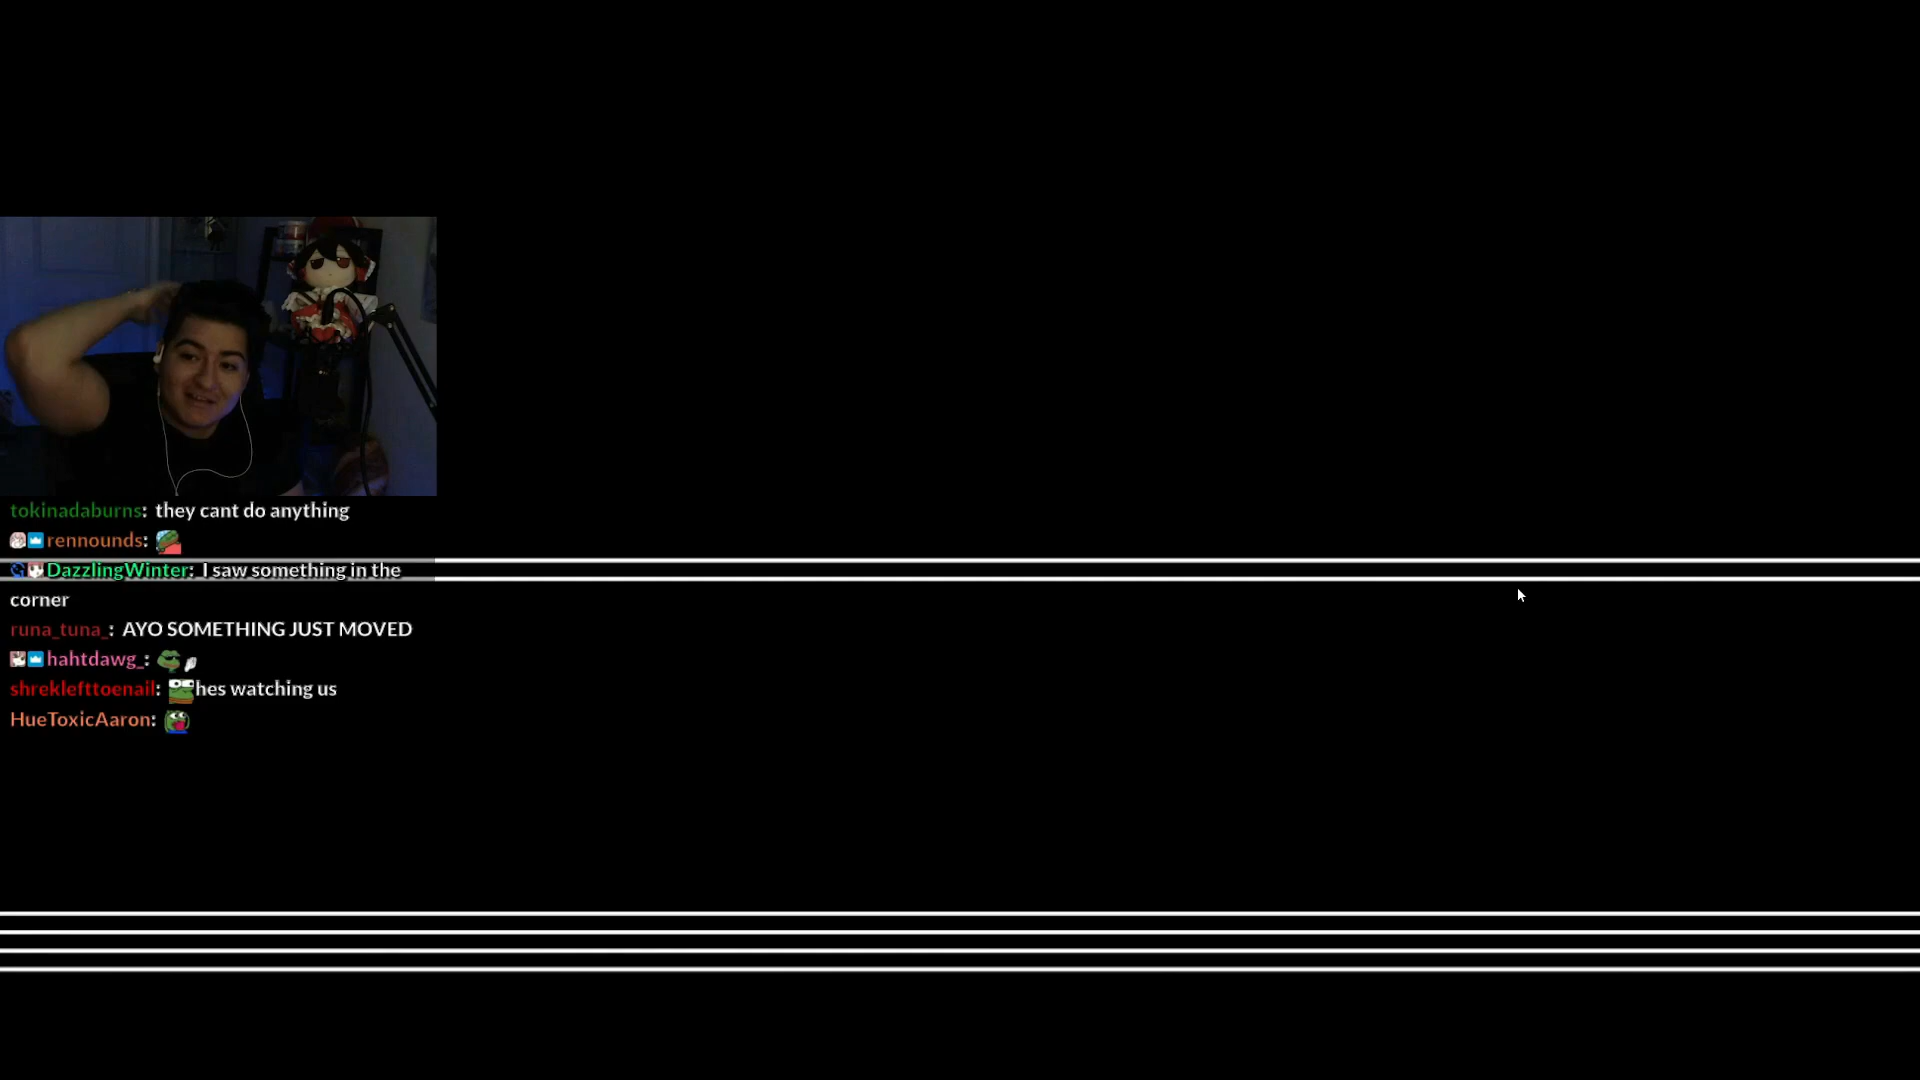 tokinadaburns: they cant do anything
rennounds:
DazzlingWinter: I saw something in the
corner
runa_tuna_: AYO SOMETHING JUST MOVED
hahtdawg_:
shreklefttoenail: hes watching us
HueToxicAaron: